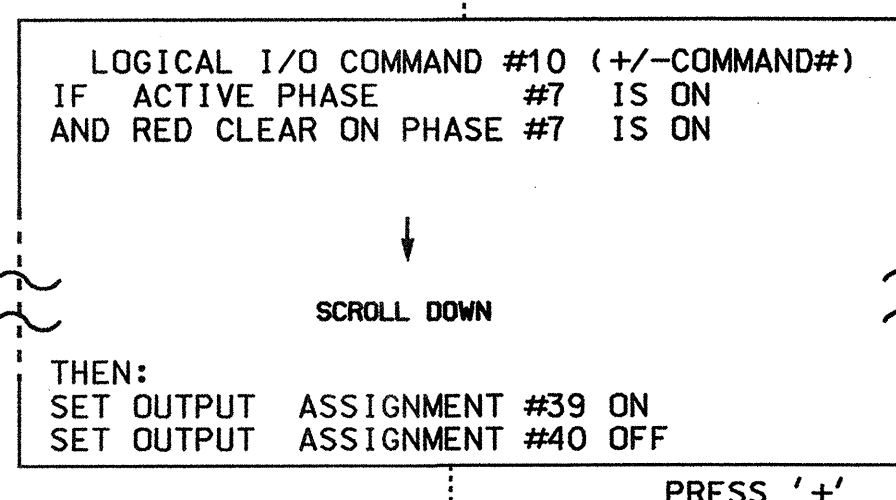 LOGICAL I/O COMMAND #10 (+/-COMMAND#)
IF ACTIVE PHASE #7 IS ON
AND RED CLEAR ON PHASE #7 IS ON
SCROLL DOWN
THEN:
SET OUTPUT ASSIGNMENT #39 ON
SET OUTPUT ASSIGNMENT #40 OFF
PRESS '+'